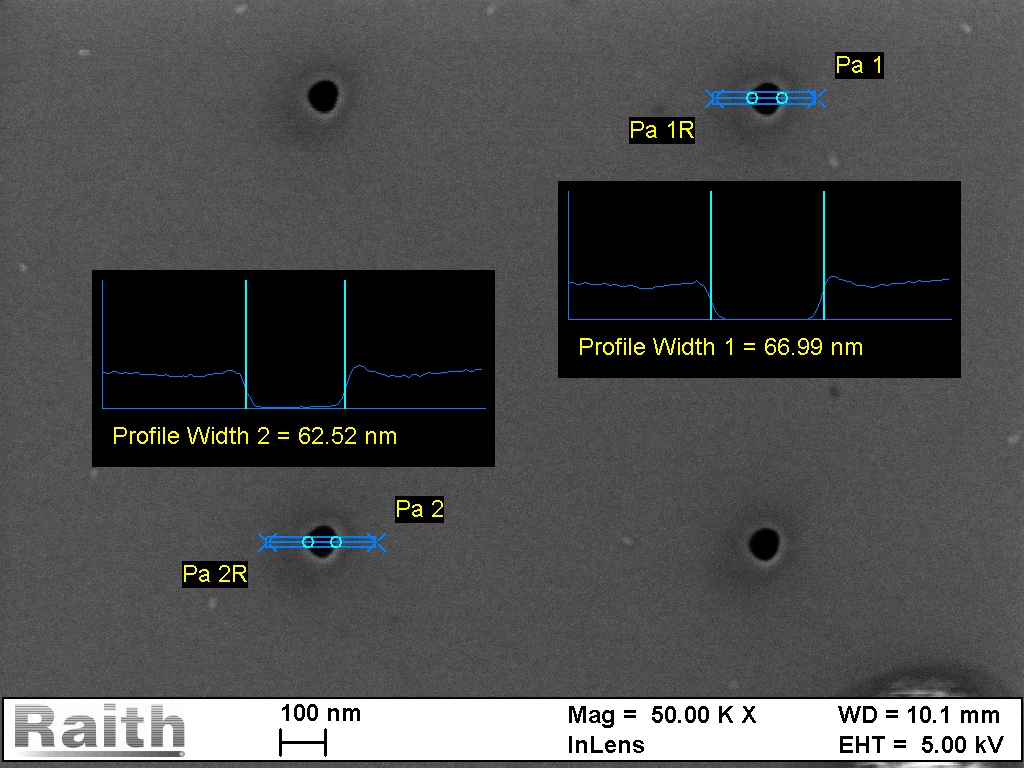 Pa 1
Pa 1R
Profile Width 1 = 66.99 nm
Profile Width 2 = 62.52 nm
Pa 2
Pa 2R
Raith
100 nm
Mag = 50.00 K X
WD = 10.1 mm
InLens
EHT = 5.00 kV